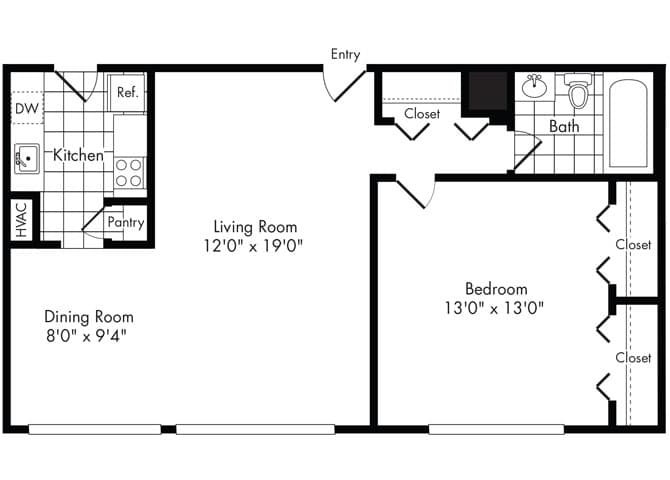 Entry
DW
Ref.
Closet
Bath
Kitchen
HVAC
Pantry
Living Room
12'0" x 19'0"
Closet
Bedroom
13'0" x 13'0"
Dining Room
8'0" x 9'4"
Closet